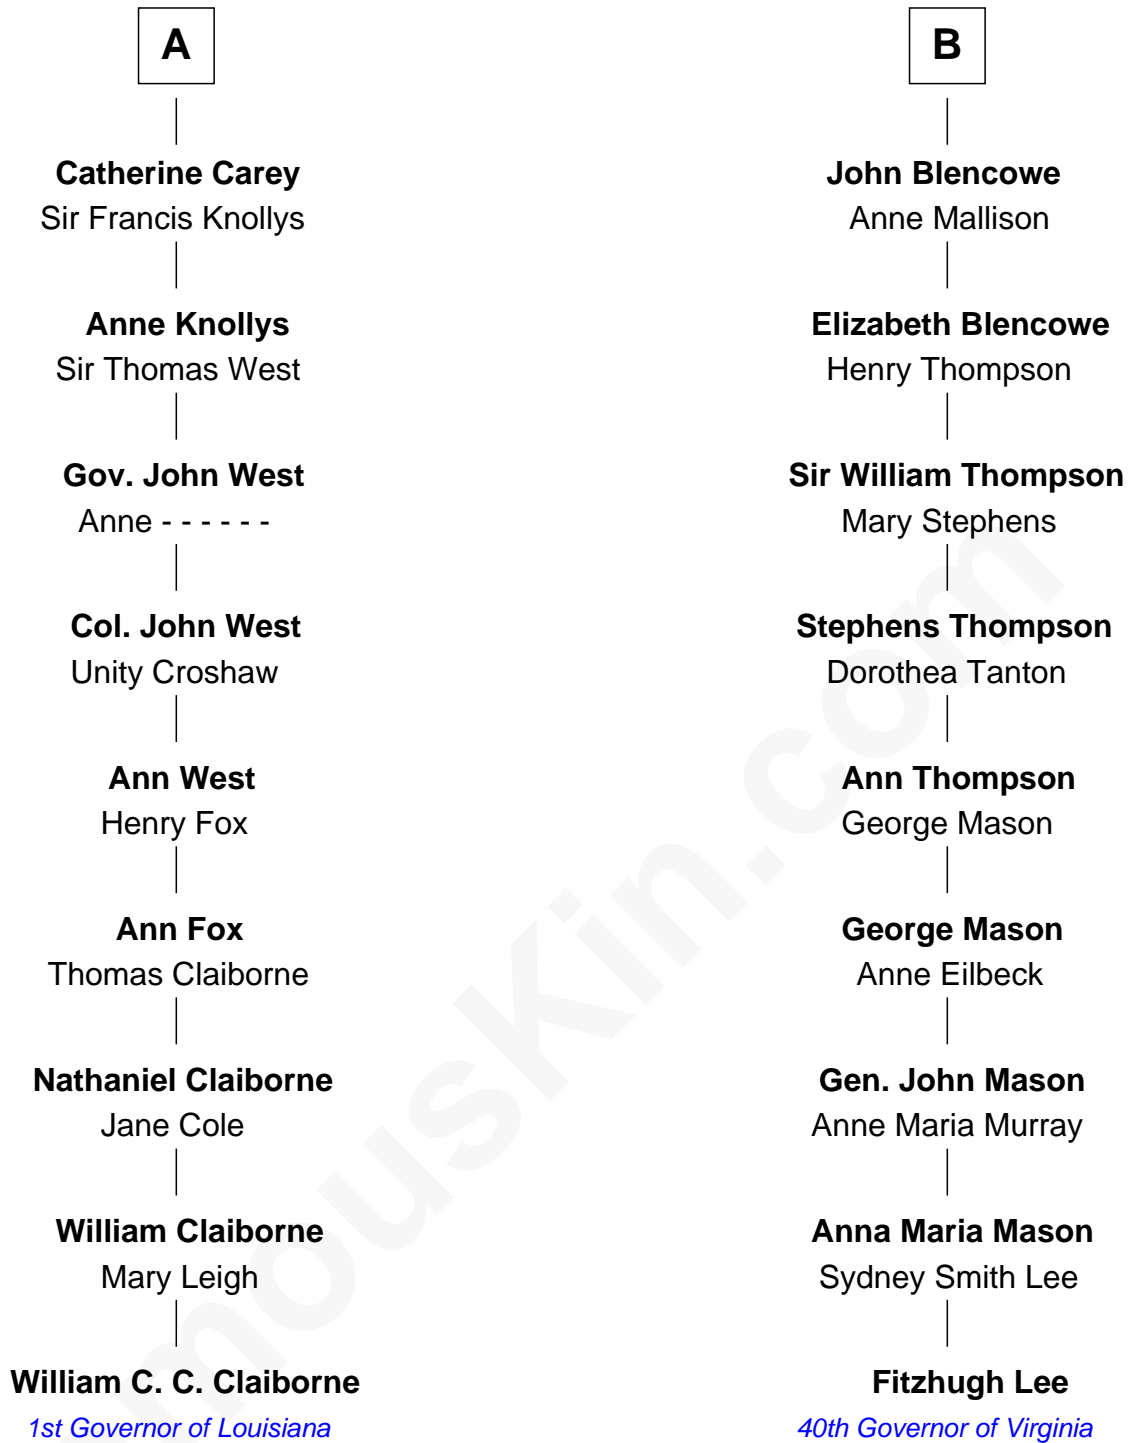 A
Catherine Carey
Sir Francis Knollys
Anne Knollys
Sir Thomas West
Gov. John West
Anne - - - - - -
Col. John West
Unity Croshaw
Ann West
Henry Fox
Ann Fox
Thomas Claiborne
Nathaniel Claiborne
Jane Cole
William Claiborne
Mary Leigh
William C. C. Claiborne
1st Governor of Louisiana
B
John Blencowe
Anne Mallison
Elizabeth Blencowe
Henry Thompson
Sir William Thompson
Mary Stephens
Stephens Thompson
Dorothea Tanton
Ann Thompson
George Mason
George Mason
Anne Eilbeck
Gen. John Mason
Anne Maria Murray
Anna Maria Mason
Sydney Smith Lee
Fitzhugh Lee
40th Governor of Virginia
mousKin.com